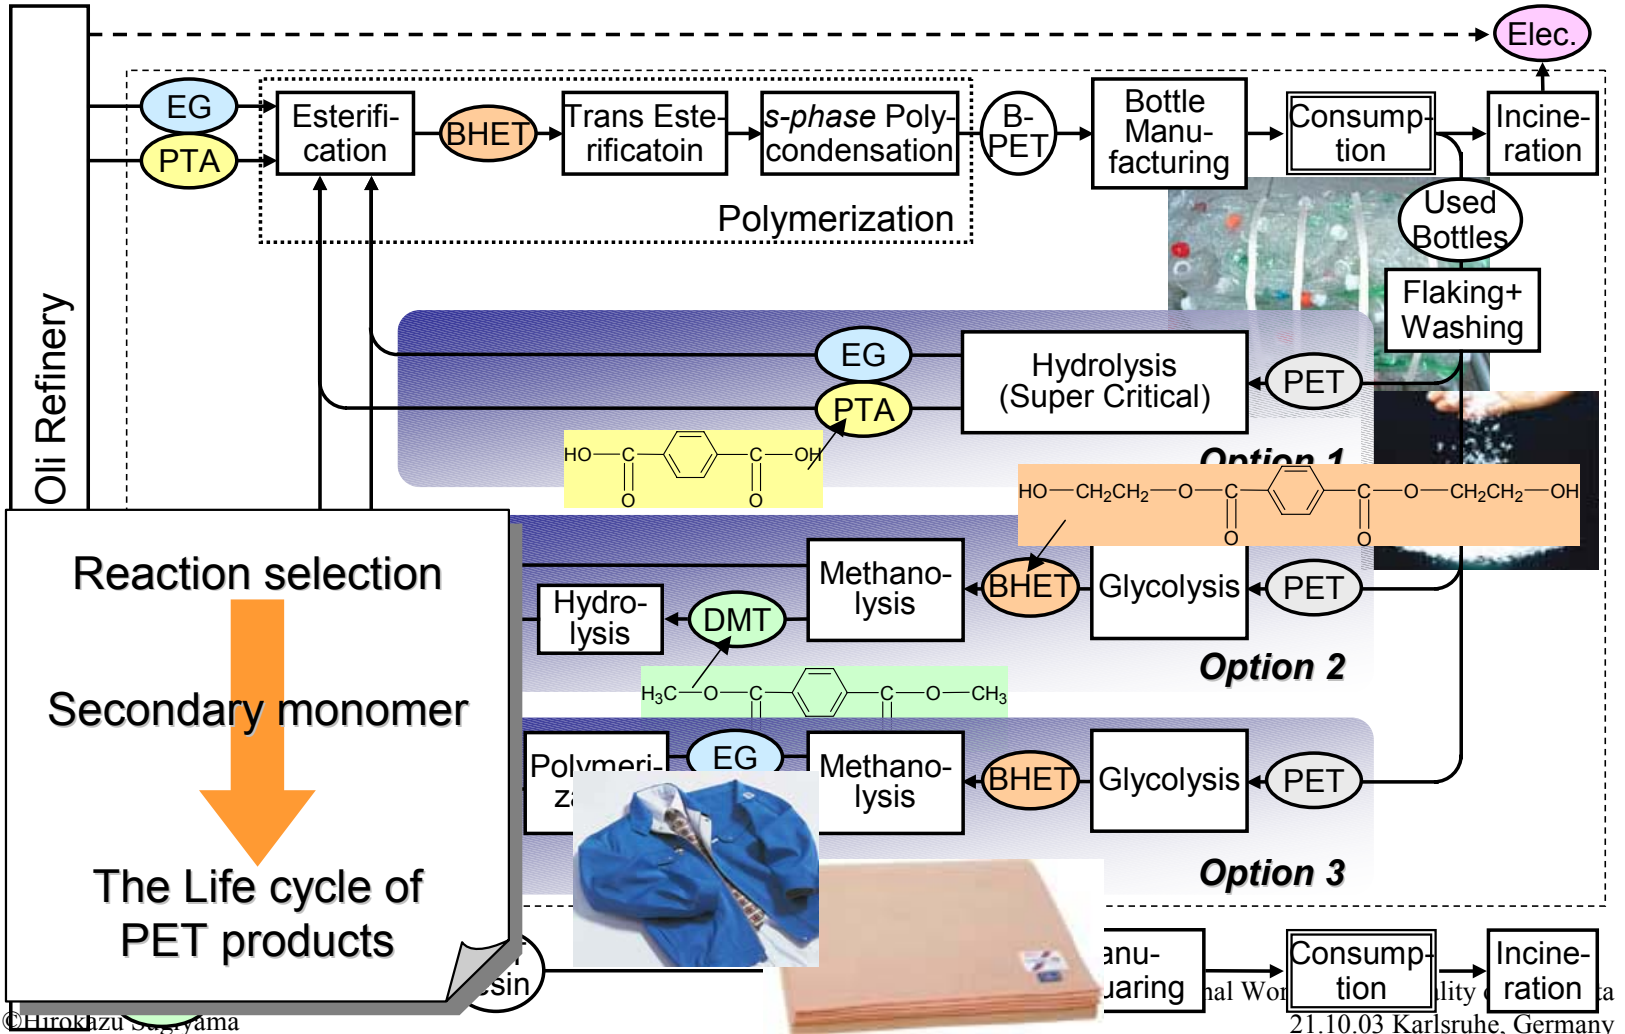 Elec.
EG
PTA
Esterifi-
cation
BHET
Trans Este-
rificatoin
s-phase Poly-
condensation
B-
PET
Bottle
Manu-
facturing
Consump-
tion
Incine-
ration
Polymerization
Used
Bottles
Flaking+
Washing
Oli Refinery
EG
PTA
Hydrolysis
(Super Critical)
PET
Option 1
HO C C OH
O O
HO CH2CH2 O C C O CH2CH2 OH
O O
Reaction selection
Secondary monomer
The Life cycle of
PET products
Hydro-
lysis
DMT
Methano-
lysis
BHET
Glycolysis
PET
Option 2
H3C O C C O CH3
Polymeri-
EG
Methano-
lysis
BHET
Glycolysis
PET
Option 3
Consump-
tion
Incine-
ration
©Hirokazu Sugiyama
21.10.03 Karlsruhe, Germany